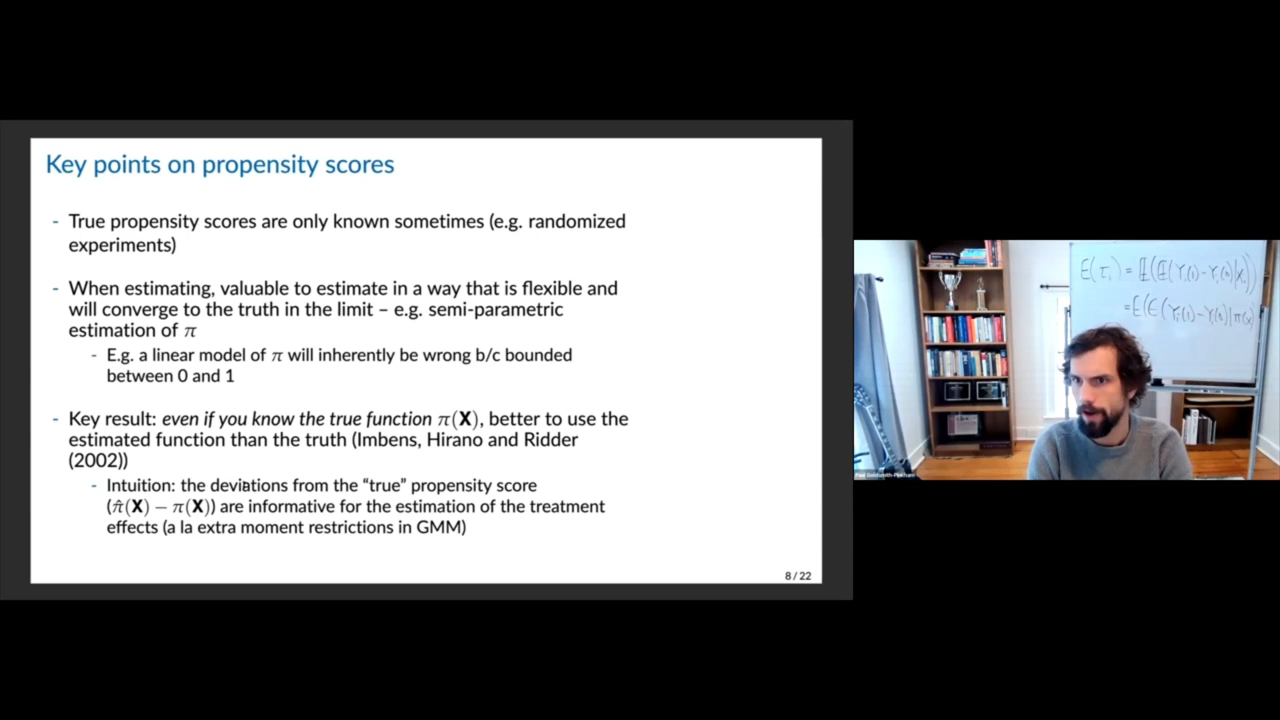 Key points on propensity scores
- True propensity scores are only known sometimes (e.g. randomized
experiments)
- When estimating, valuable to estimate in a way that is flexible and
will converge to the truth in the limit – e.g. semi-parametric
estimation of π
- E.g. a linear model of π will inherently be wrong b/c bounded
between 0 and 1
- Key result: even if you know the true function π(X), better to use the
estimated function than the truth (Imbens, Hirano and Ridder
(2002))
- Intuition: the deviations from the “true” propensity score
(π̂(X) − π(X)) are informative for the estimation of the treatment
effects (a la extra moment restrictions in GMM)
8 / 22
E(τᵢ) = E(E(Yᵢ(1) - Yᵢ(0)|Xᵢ))
= E(E(Yᵢ(1) - Yᵢ(0)|π(X)
Paul Goldsmith-Pinkham